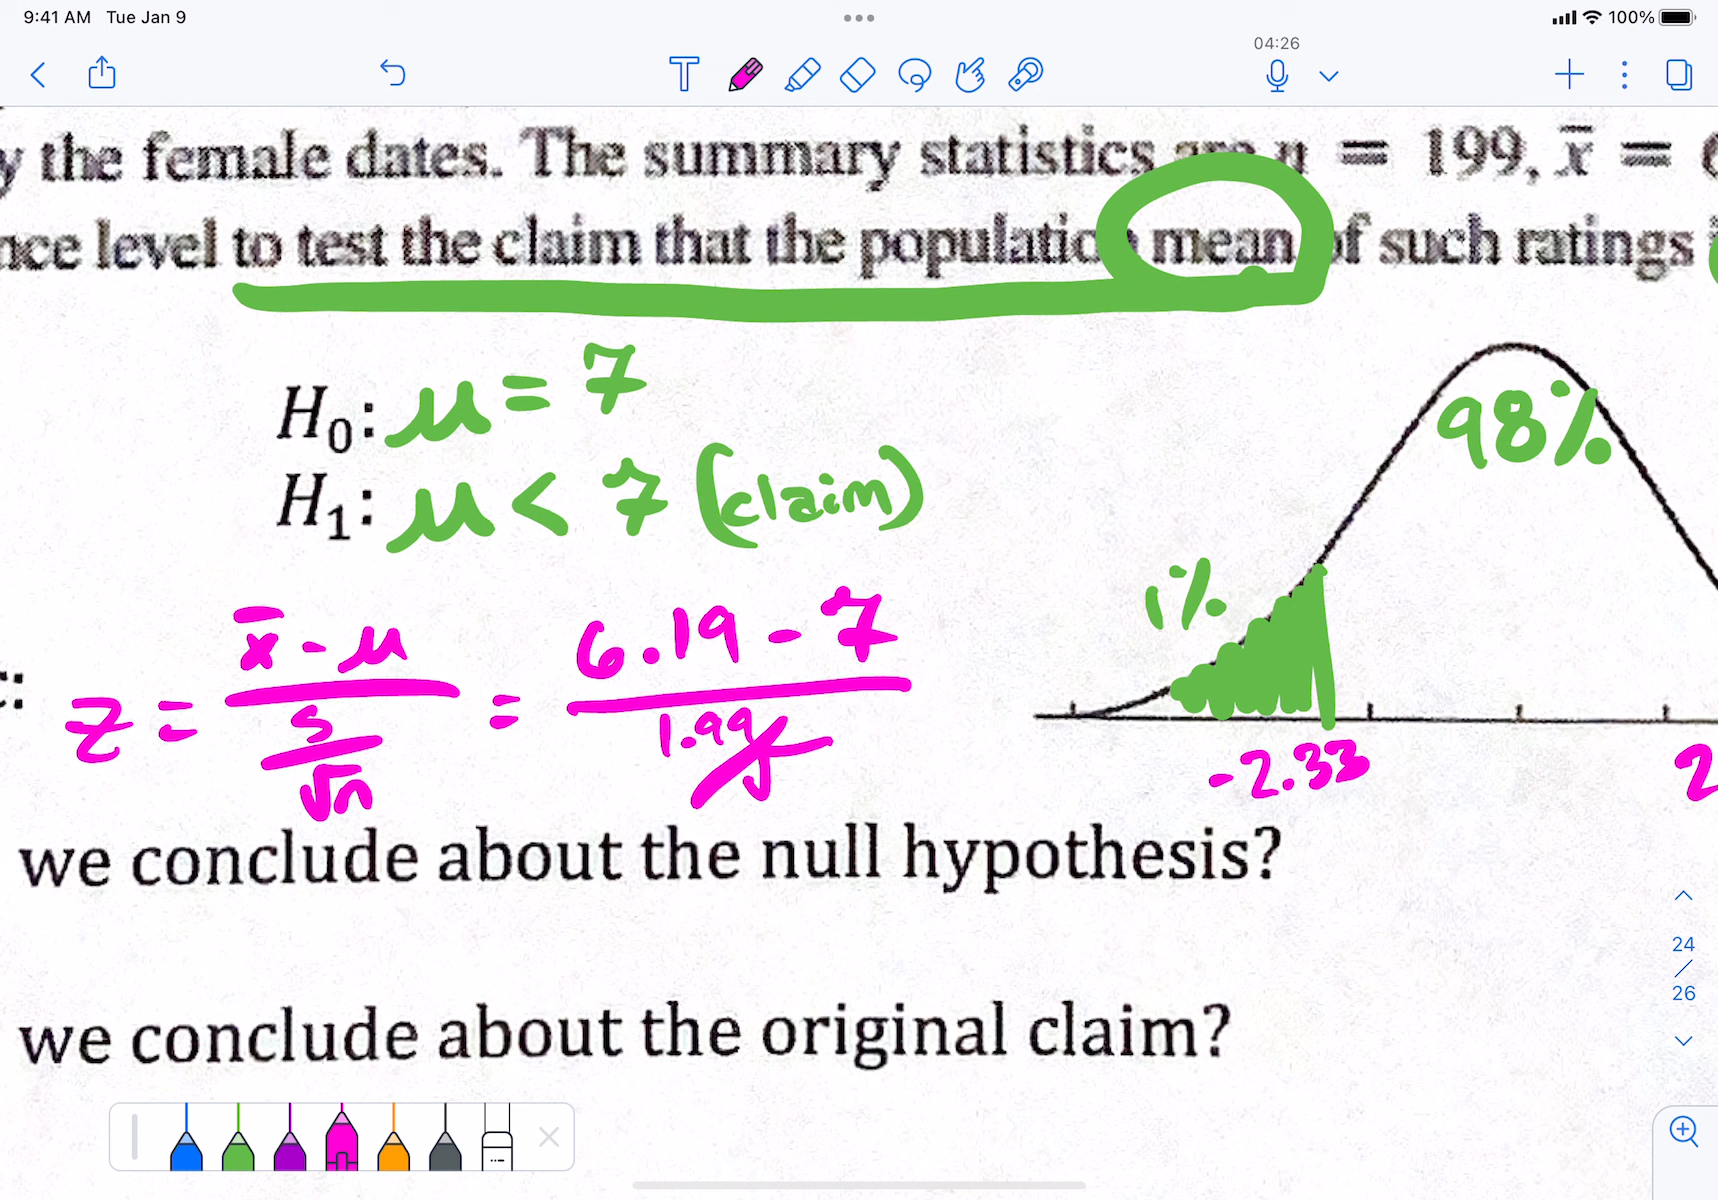 9:41 AM Tue Jan 9
100%
04:26
the female dates. The summary statistics are n = 199, x̄ =
level to test the claim that the population mean of such ratings
H₀: μ = 7
98%
H₁: μ < 7 (claim)
1%
z = x̄ - μ / s/√n = 6.19 - 7 / 1.99/√
-2.33
2
we conclude about the null hypothesis?
24
/
26
we conclude about the original claim?